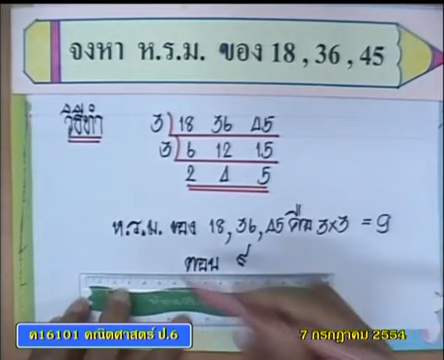 จงหา ห.ร.ม. ของ 18 , 36 , 45
วิธีทำ
3 ) 18 36 45
3 ) 6 12 15
2 4 5
ห.ร.ม. ของ 18, 36, 45 คือ 3×3 = 9
ตอบ ๙
ค16101 คณิตศาสตร์ ป.6
7 กรกฎาคม 2554